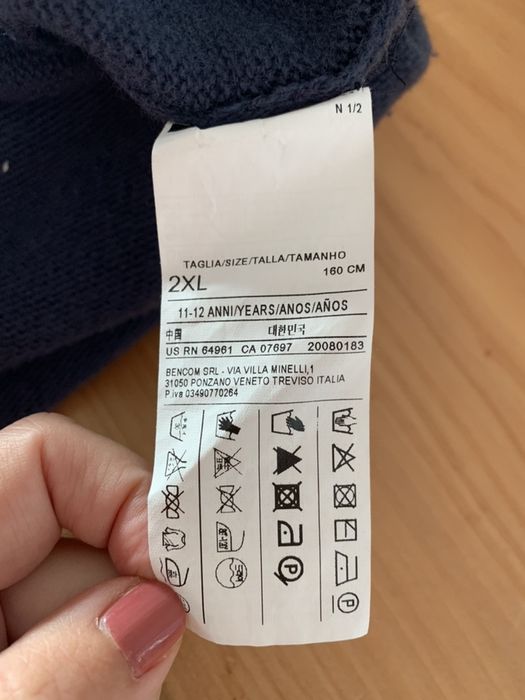 N 1/2
TAGLIA/SIZE/TALLA/TAMANHO
2XL 160 CM
11-12 ANNI/YEARS/ANOS/AÑOS
中国 대한민국
US RN 64961 CA 07697 20080183
BENCOM SRL - VIA VILLA MINELLI,1
31050 PONZANO VENETO TREVISO ITALIA
P.iva 03490770264
P
P